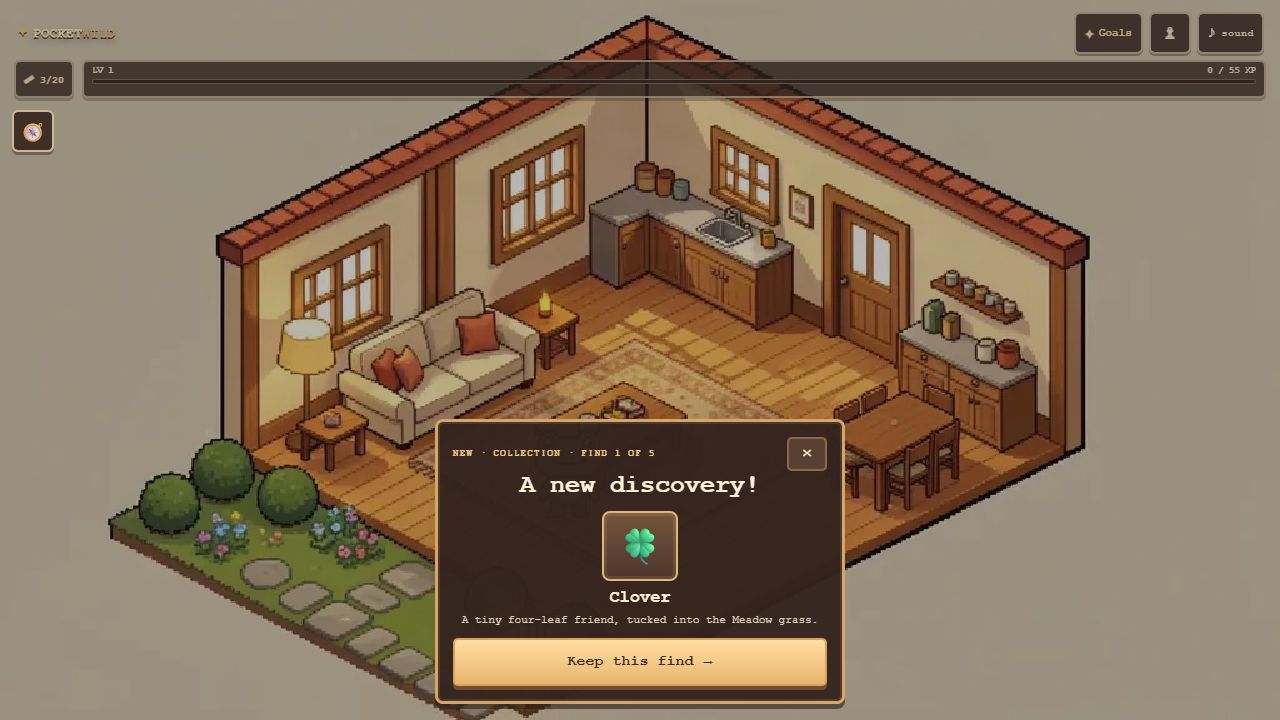 POCKETWILD
Goals
sound
3/20
LV 1
0 / 55 XP
NEW · COLLECTION · FIND 1 OF 5
×
A new discovery!
Clover
A tiny four-leaf friend, tucked into the Meadow grass.
Keep this find →